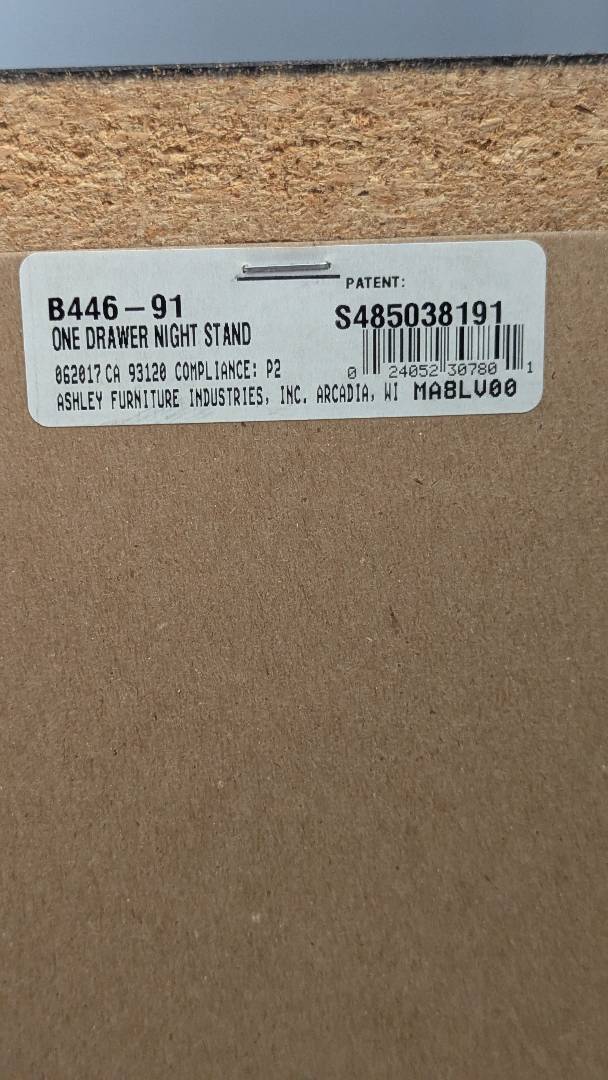 PATENT:
B446-91
S485038191
ONE DRAWER NIGHT STAND
0 24052 30780 1
062017 CA 93120 COMPLIANCE: P2
ASHLEY FURNITURE INDUSTRIES, INC. ARCADIA, WI MA8LV00